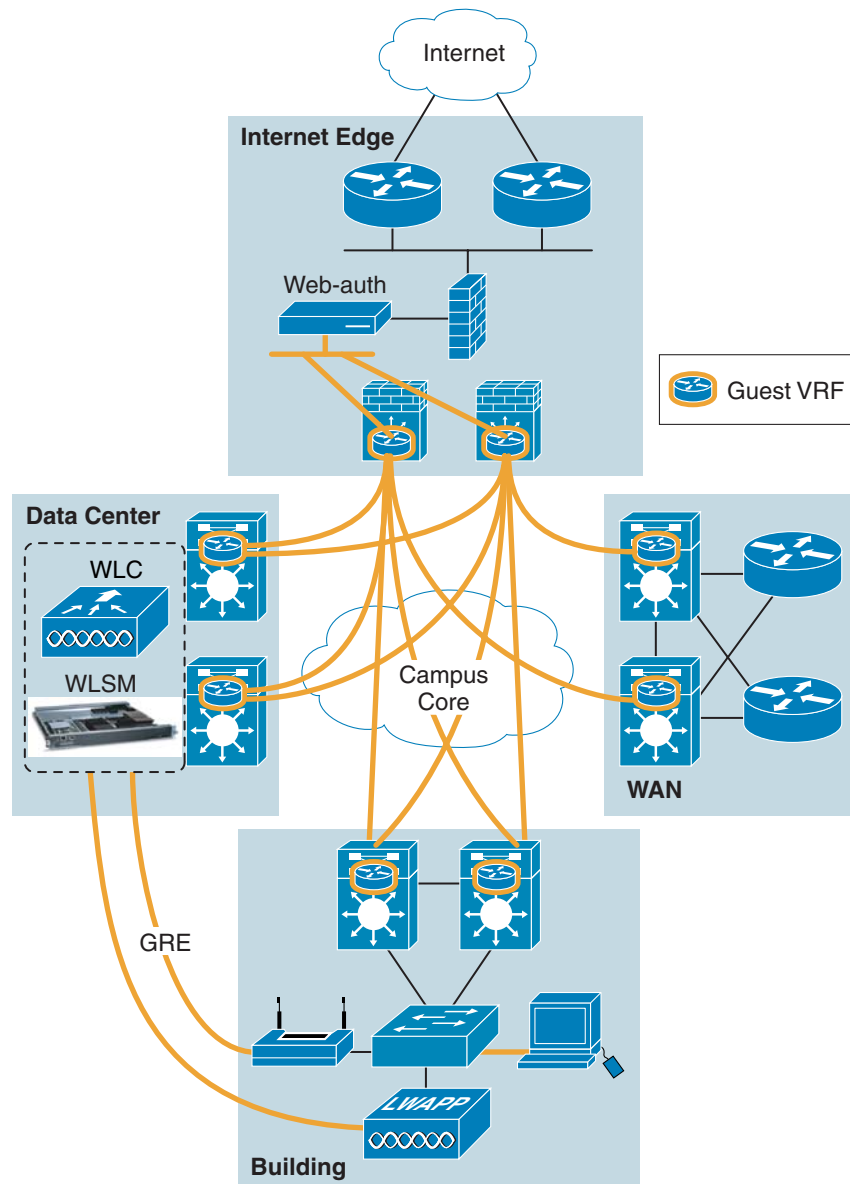 Internet
Internet Edge
Web-auth
Guest VRF
Data Center
WLC
WLSM
Campus
Core
WAN
GRE
LWAPP
Building